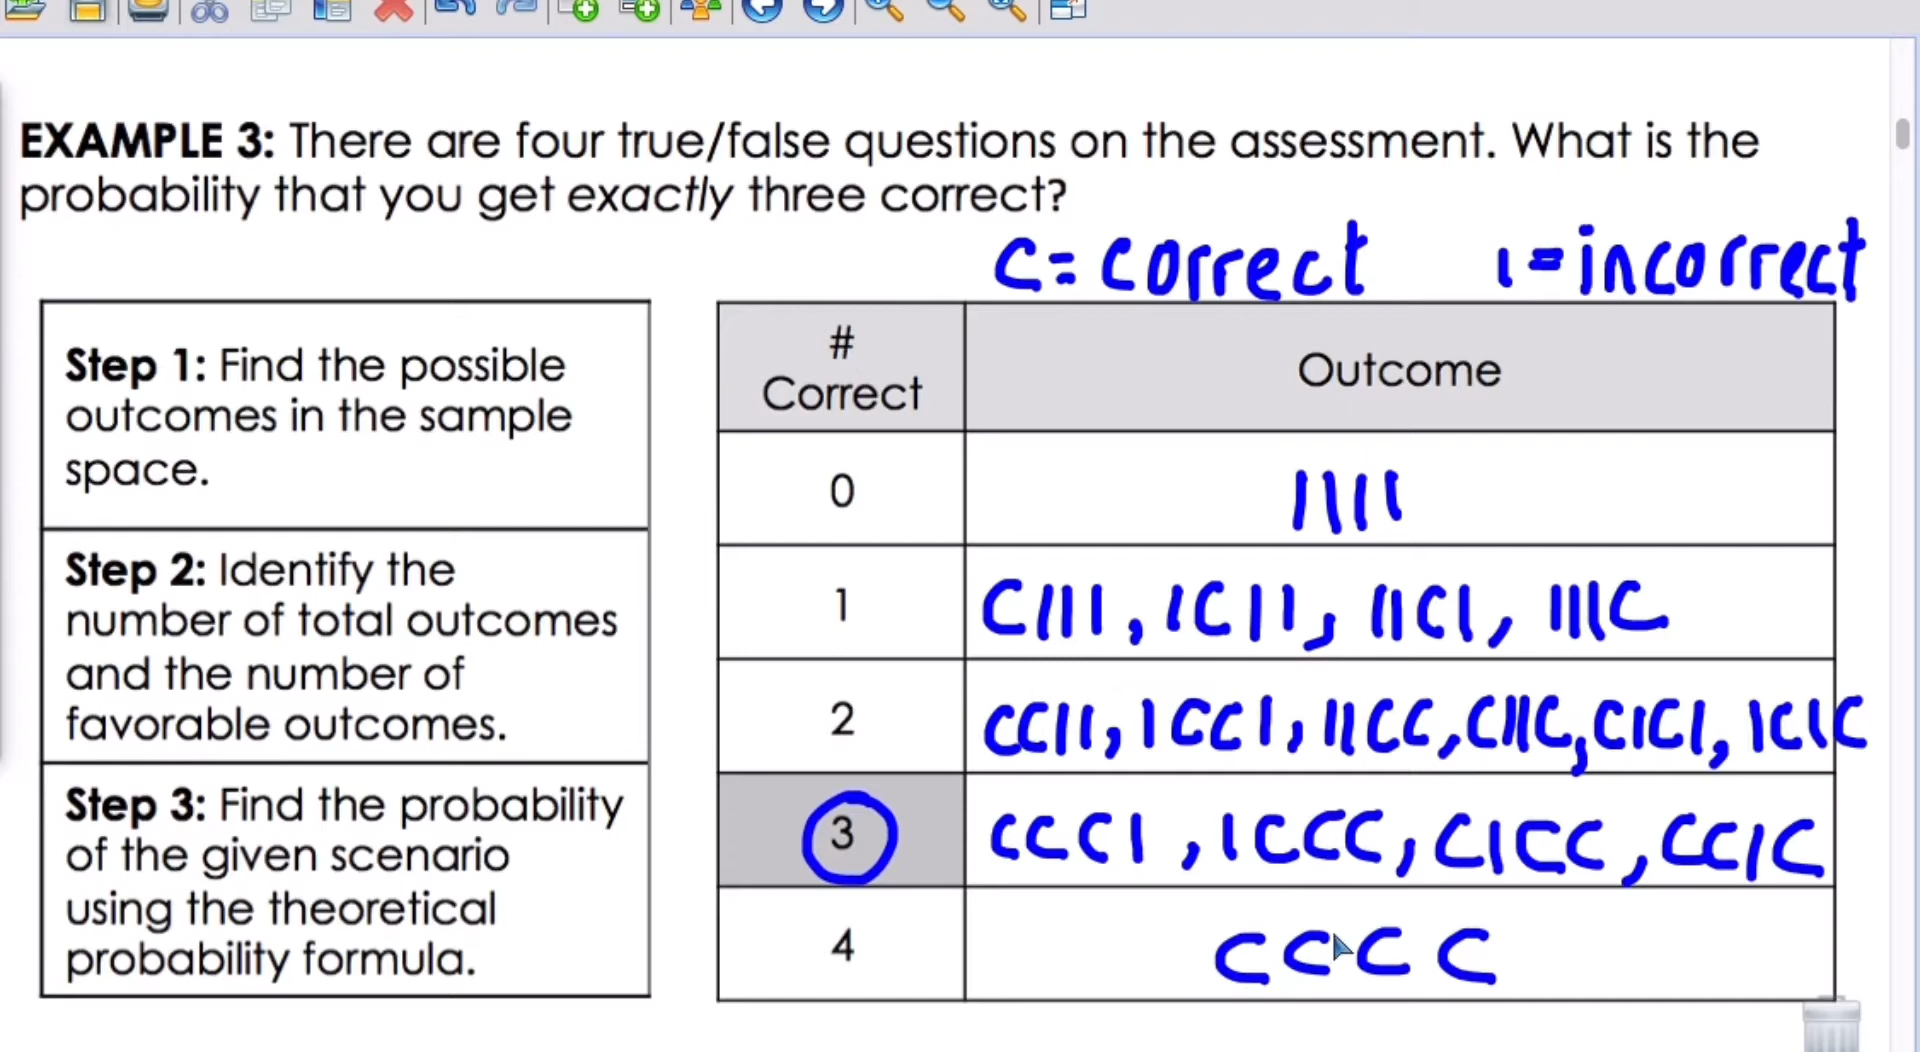 EXAMPLE 3: There are four true/false questions on the assessment. What is the
probability that you get exactly three correct?
C = correct I = incorrect
Step 1: Find the possible
outcomes in the sample
space.
Step 2: Identify the
number of total outcomes
and the number of
favorable outcomes.
Step 3: Find the probability
of the given scenario
using the theoretical
probability formula.
#
Correct
Outcome
0
IIII
1
CIII, ICII, IICI, IIIC
2
CCII, ICCI, IICC, CIIC, CICI, ICIC
3
CCCI, ICCC, CICC, CCIC
4
CCCC